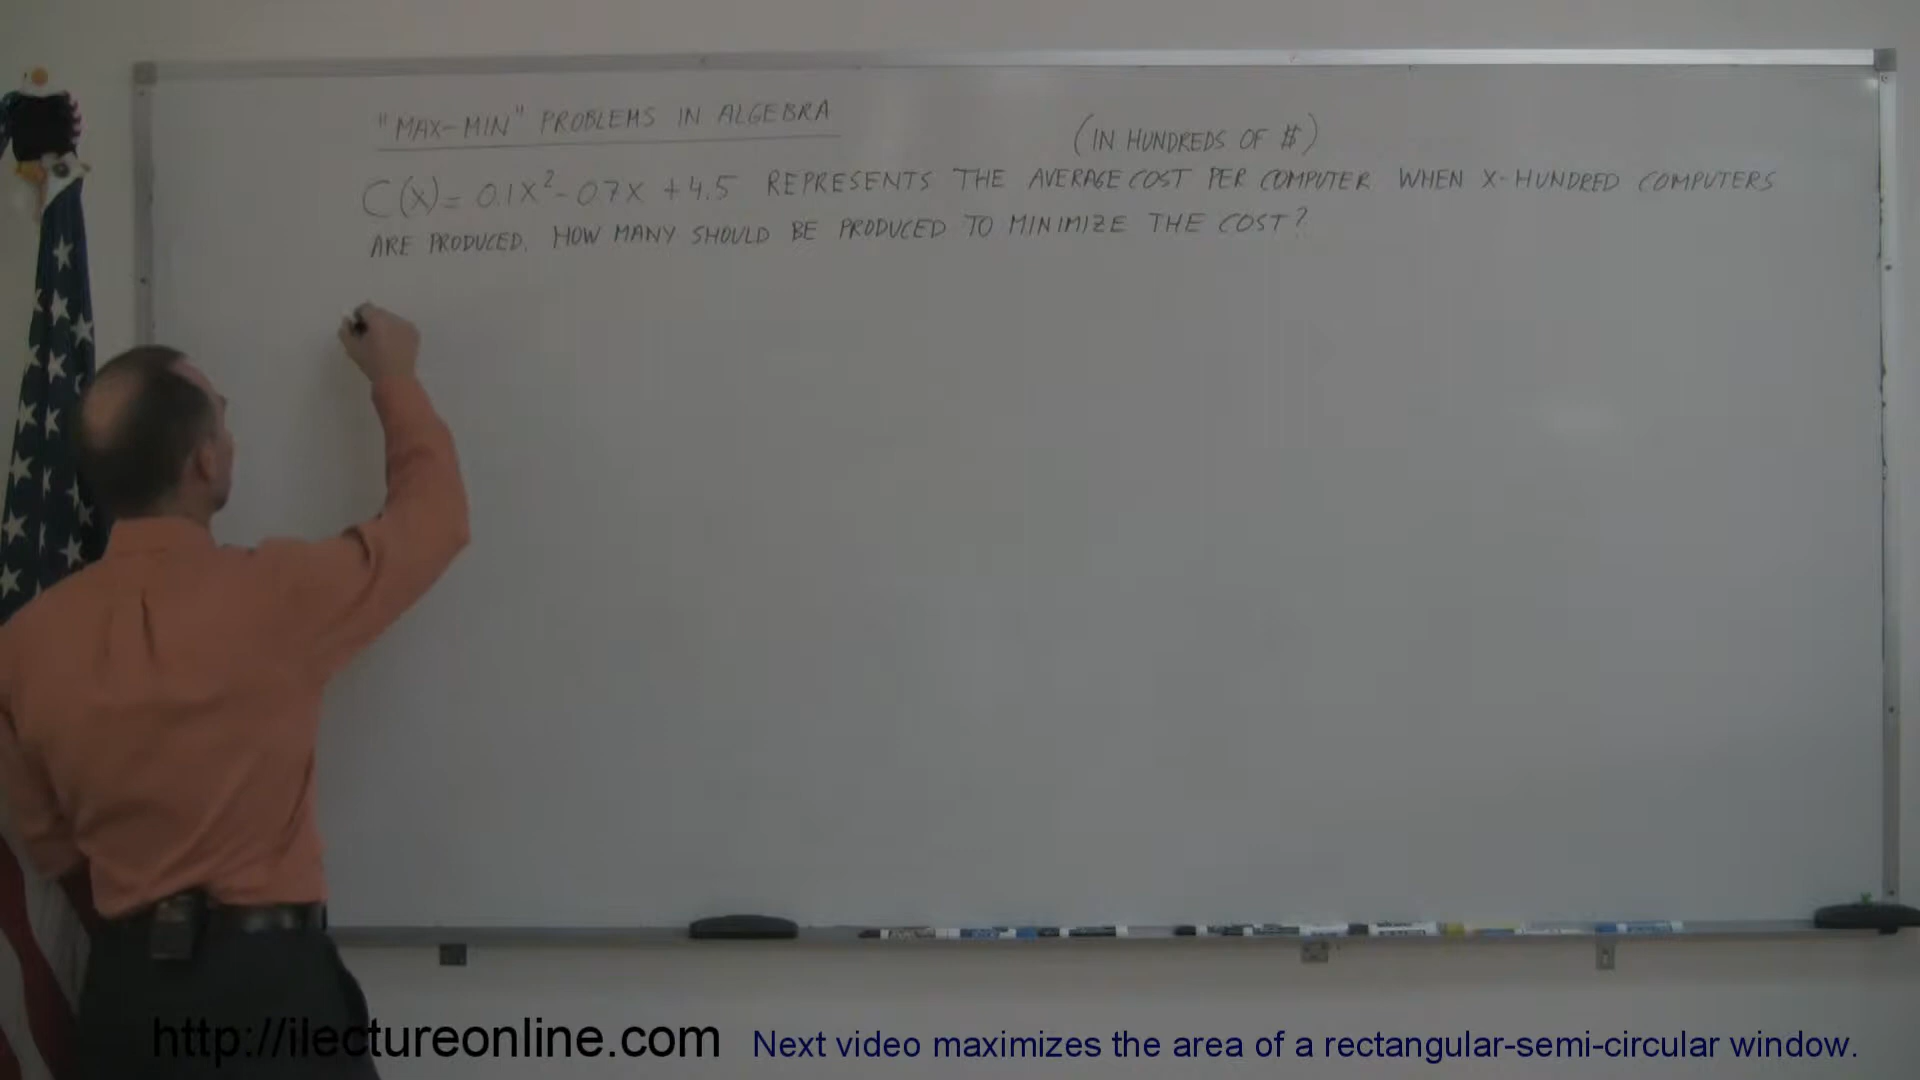 "MAX-MIN" PROBLEMS IN ALGEBRA
(IN HUNDREDS OF $)
C(X) = 0.1X² - 0.7X + 4.5 REPRESENTS THE AVERAGE COST PER COMPUTER WHEN X-HUNDRED COMPUTERS
ARE PRODUCED. HOW MANY SHOULD BE PRODUCED TO MINIMIZE THE COST?
http://ilectureonline.com Next video maximizes the area of a rectangular-semi-circular window.